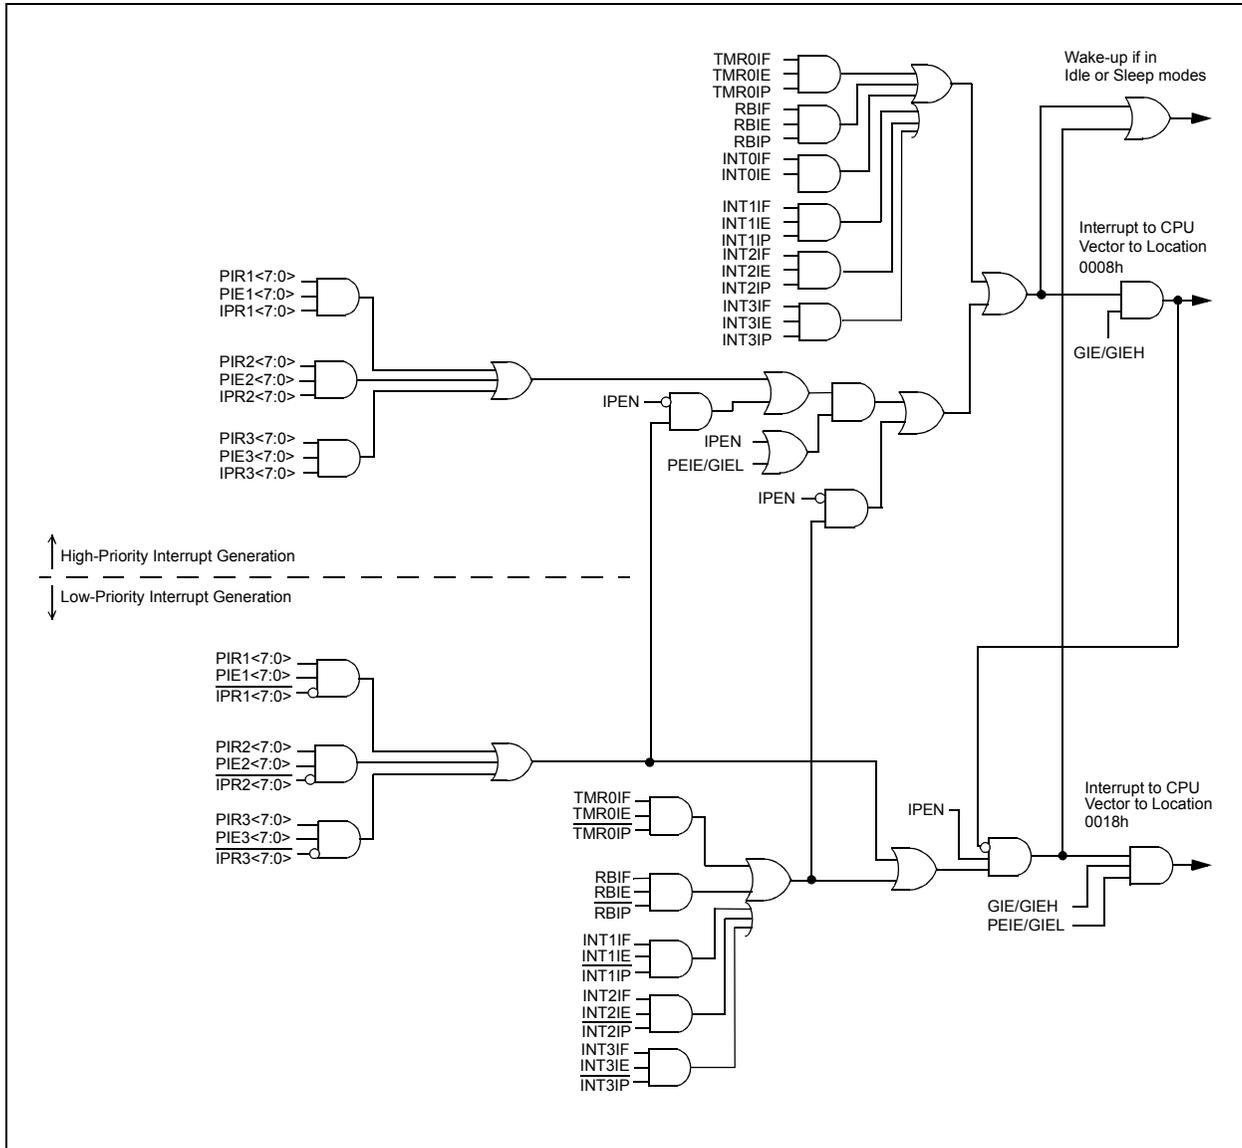 TMR0IF
TMR0IE
TMR0IP
RBIF
RBIE
RBIP
INT0IF
INT0IE
INT1IF
INT1IE
INT1IP
INT2IF
INT2IE
INT2IP
INT3IF
INT3IE
INT3IP
Wake-up if in
Idle or Sleep modes
Interrupt to CPU
Vector to Location
0008h
GIE/GIEH
PIR1<7:0>
PIE1<7:0>
IPR1<7:0>
PIR2<7:0>
PIE2<7:0>
IPR2<7:0>
PIR3<7:0>
PIE3<7:0>
IPR3<7:0>
IPEN
IPEN
PEIE/GIEL
IPEN
High-Priority Interrupt Generation
Low-Priority Interrupt Generation
PIR1<7:0>
PIE1<7:0>
IPR1<7:0>
PIR2<7:0>
PIE2<7:0>
IPR2<7:0>
PIR3<7:0>
PIE3<7:0>
IPR3<7:0>
TMR0IF
TMR0IE
TMR0IP
RBIF
RBIE
RBIP
INT1IF
INT1IE
INT1IP
INT2IF
INT2IE
INT2IP
INT3IF
INT3IE
INT3IP
IPEN
Interrupt to CPU
Vector to Location
0018h
GIE/GIEH
PEIE/GIEL